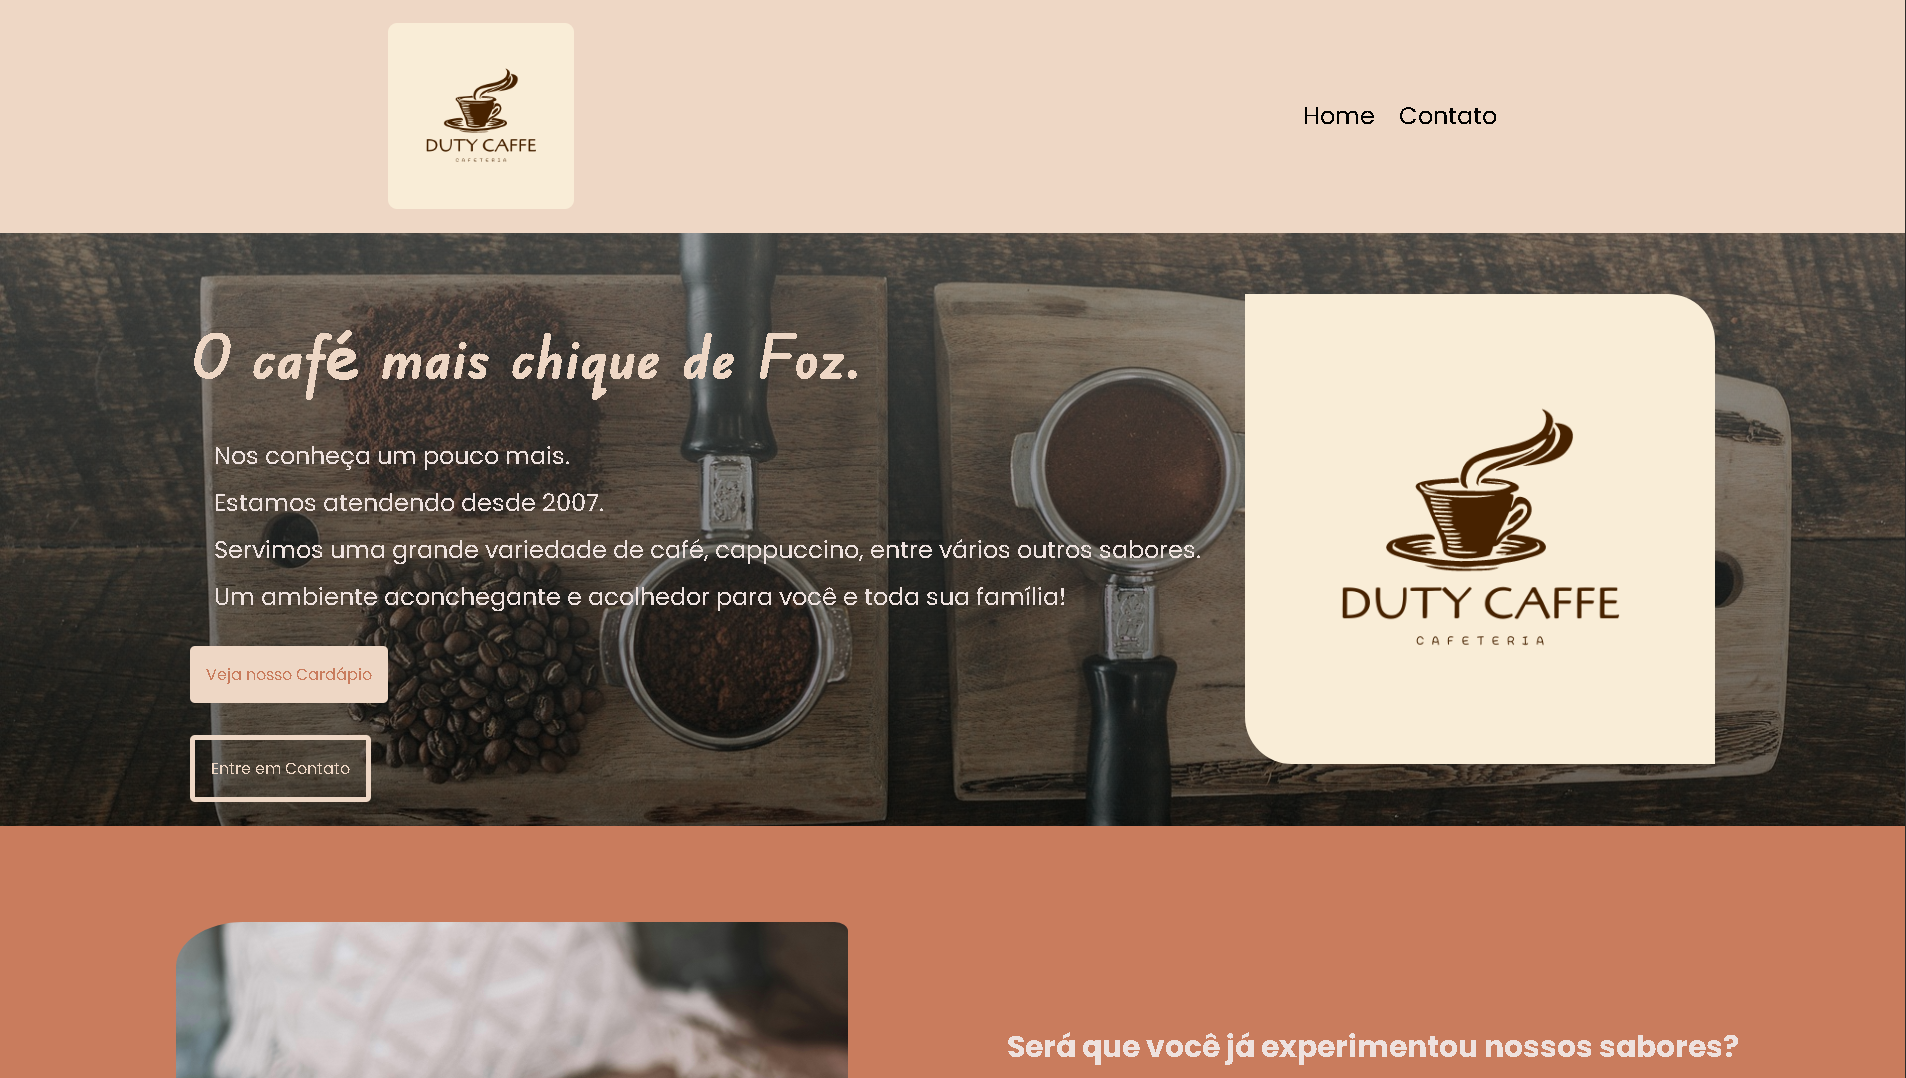 DUTY CAFFE
CAFETERIA
Home Contato
O café mais chique de Foz.
Nos conheça um pouco mais.
Estamos atendendo desde 2007.
Servimos uma grande variedade de café, cappuccino, entre vários outros sabores.
Um ambiente aconchegante e acolhedor para você e toda sua família!
Veja nosso Cardápio
Entre em Contato
DUTY CAFFE
CAFETERIA
Será que você já experimentou nossos sabores?